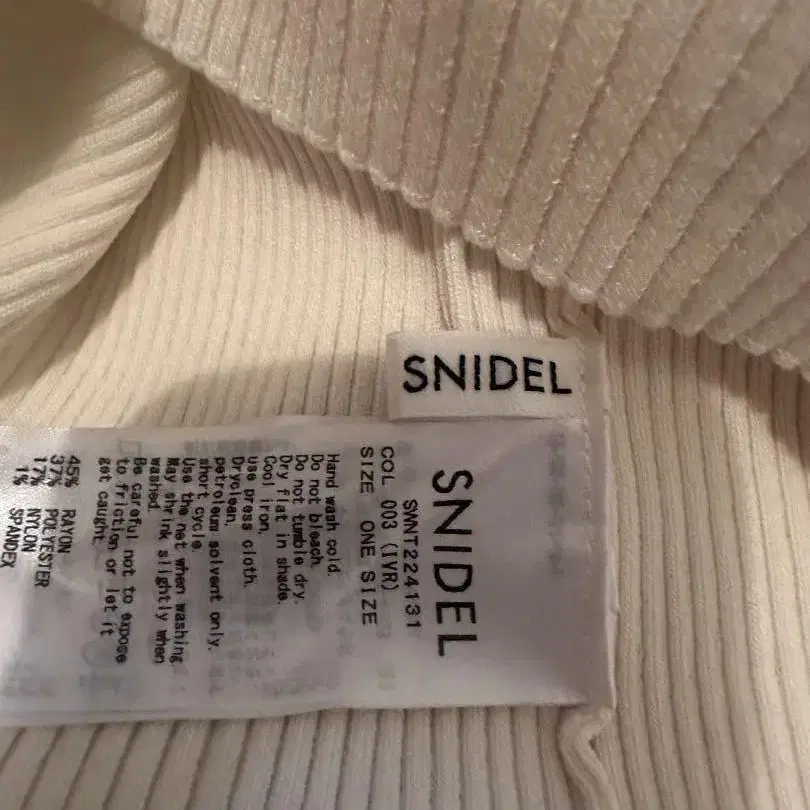 SNIDEL
SNIDEL
SWNT224131
COL 003 (IVR)
SIZE ONE SIZE
Hand wash cold.
Do not bleach.
Do not tumble dry.
Dry flat in shade.
Cool iron,
use press cloth.
Dryclean,
petroleum solvent only.
short cycle.
Use the net when washing.
May shrink slightly when
washed.
Be careful not to expose
to friction or let it
get caught.
45% RAYON
37% POLYESTER
17% NYLON
1% SPANDEX